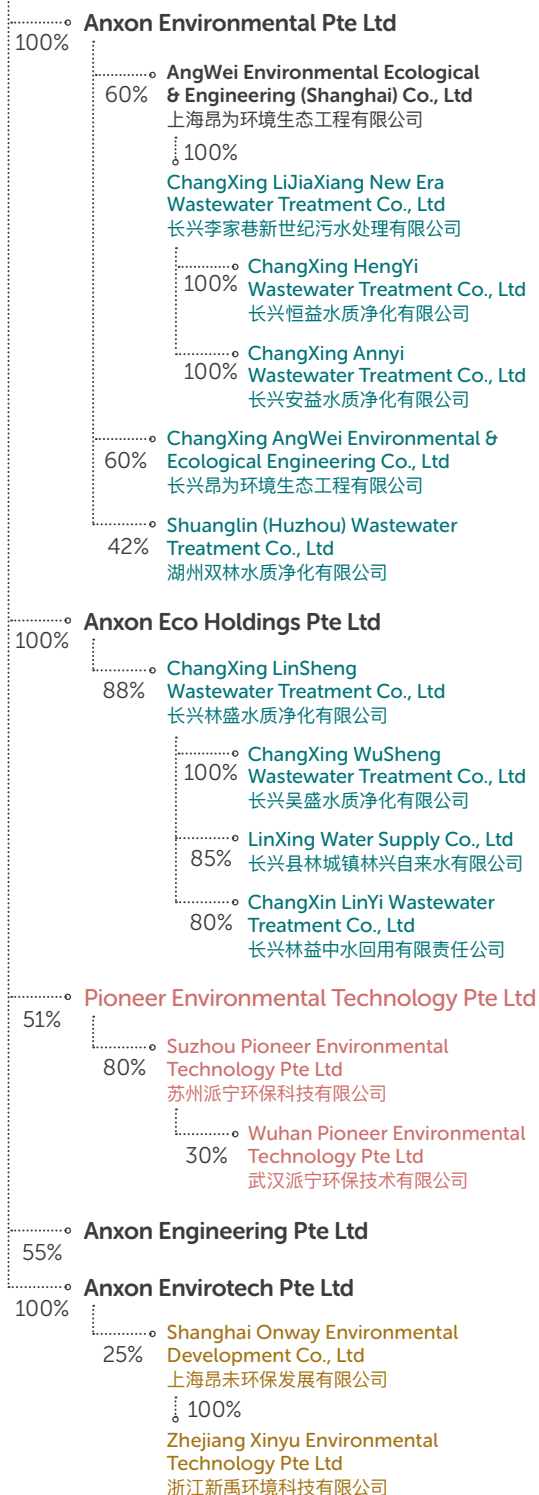 Anxon Environmental Pte Ltd
100%
AngWei Environmental Ecological
60% & Engineering (Shanghai) Co., Ltd
上海昂为环境生态工程有限公司
100%
ChangXing LiJiaXiang New Era
Wastewater Treatment Co., Ltd
长兴李家巷新世纪污水处理有限公司
ChangXing HengYi
100% Wastewater Treatment Co., Ltd
长兴恒益水质净化有限公司
ChangXing Annyi
100% Wastewater Treatment Co., Ltd
长兴安益水质净化有限公司
ChangXing AngWei Environmental &
60% Ecological Engineering Co., Ltd
长兴昂为环境生态工程有限公司
Shuanglin (Huzhou) Wastewater
42% Treatment Co., Ltd
湖州双林水质净化有限公司
Anxon Eco Holdings Pte Ltd
100%
ChangXing LinSheng
88% Wastewater Treatment Co., Ltd
长兴林盛水质净化有限公司
ChangXing WuSheng
100% Wastewater Treatment Co., Ltd
长兴吴盛水质净化有限公司
LinXing Water Supply Co., Ltd
85% 长兴县林城镇林兴自来水有限公司
ChangXin LinYi Wastewater
80% Treatment Co., Ltd
长兴林益中水回用有限责任公司
Pioneer Environmental Technology Pte Ltd
51%
Suzhou Pioneer Environmental
80% Technology Pte Ltd
苏州派宁环保科技有限公司
Wuhan Pioneer Environmental
30% Technology Pte Ltd
武汉派宁环保技术有限公司
Anxon Engineering Pte Ltd
55%
Anxon Envirotech Pte Ltd
100%
Shanghai Onway Environmental
25% Development Co., Ltd
上海昂未环保发展有限公司
100%
Zhejiang Xinyu Environmental
Technology Pte Ltd
浙江新禹环境科技有限公司